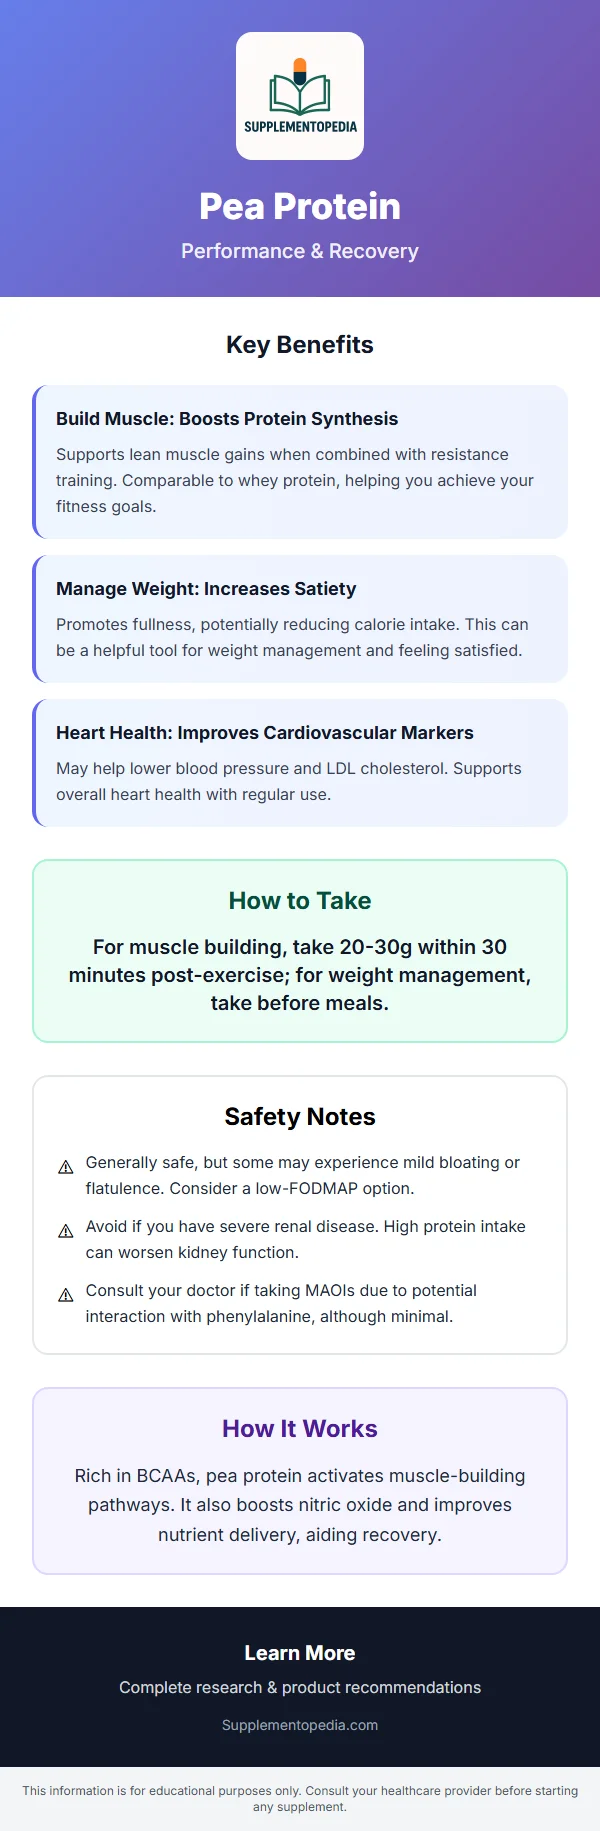 SUPPLEMENTOPEDIA
Pea Protein
Performance & Recovery
Key Benefits
Build Muscle: Boosts Protein Synthesis
Supports lean muscle gains when combined with resistance
training. Comparable to whey protein, helping you achieve your
fitness goals.
Manage Weight: Increases Satiety
Promotes fullness, potentially reducing calorie intake. This can
be a helpful tool for weight management and feeling satisfied.
Heart Health: Improves Cardiovascular Markers
May help lower blood pressure and LDL cholesterol. Supports
overall heart health with regular use.
How to Take
For muscle building, take 20-30g within 30
minutes post-exercise; for weight management,
take before meals.
Safety Notes
⚠ Generally safe, but some may experience mild bloating or
flatulence. Consider a low-FODMAP option.
⚠ Avoid if you have severe renal disease. High protein intake
can worsen kidney function.
⚠ Consult your doctor if taking MAOIs due to potential
interaction with phenylalanine, although minimal.
How It Works
Rich in BCAAs, pea protein activates muscle-building
pathways. It also boosts nitric oxide and improves
nutrient delivery, aiding recovery.
Learn More
Complete research & product recommendations
Supplementopedia.com
This information is for educational purposes only. Consult your healthcare provider before starting
any supplement.